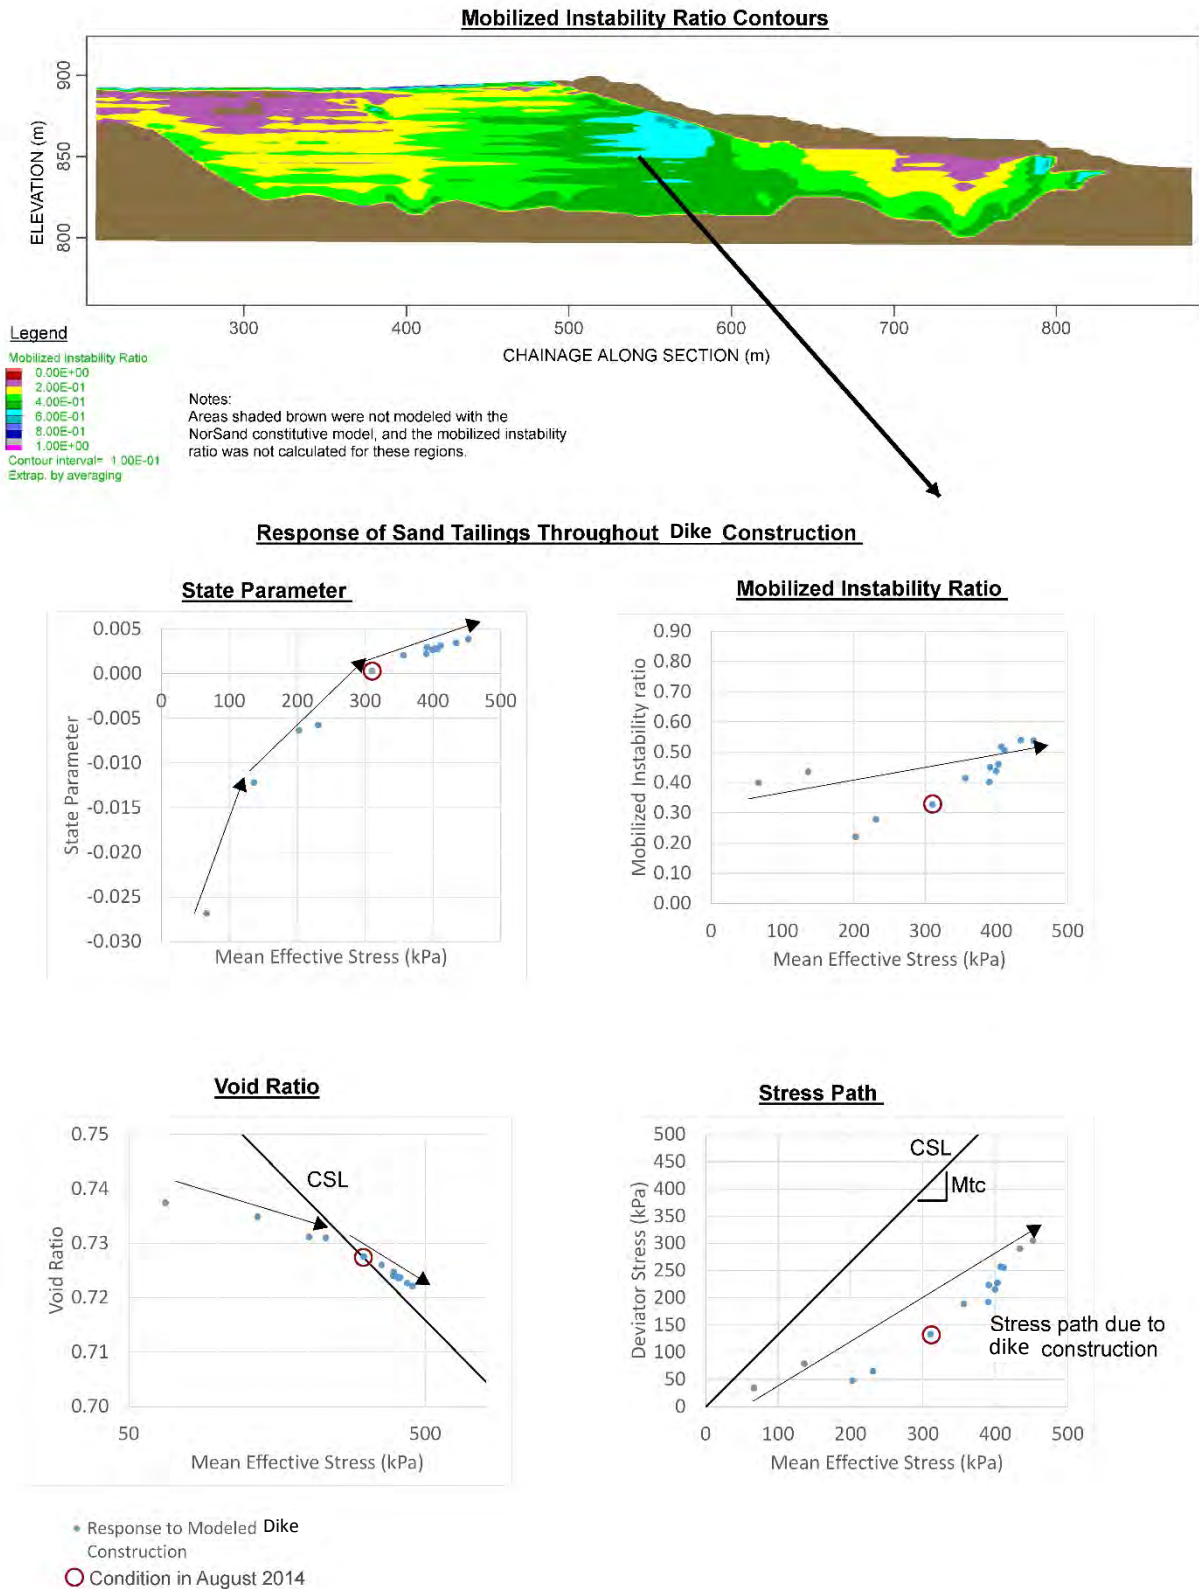 Mobilized Instability Ratio Contours
900
850
800
ELEVATION (m)
300 400 500 600 700 800
CHAINAGE ALONG SECTION (m)
Legend
Mobilized Instability Ratio
0.00E+00
2.00E-01
4.00E-01
6.00E-01
8.00E-01
1.00E+00
Contour interval= 1.00E-01
Extrap. by averaging
Notes:
Areas shaded brown were not modeled with the
NorSand constitutive model, and the mobilized instability
ratio was not calculated for these regions.
Response of Sand Tailings Throughout Dike Construction
State Parameter
0.005
0.000
-0.005
-0.010
-0.015
-0.020
-0.025
-0.030
0 100 200 300 400 500
State Parameter
Mean Effective Stress (kPa)
Mobilized Instability Ratio
0.90
0.80
0.70
0.60
0.50
0.40
0.30
0.20
0.10
0.00
0 100 200 300 400 500
Mobilized Instability ratio
Mean Effective Stress (kPa)
Void Ratio
0.75
0.74
0.73
0.72
0.71
0.70
50 500
CSL
Void Ratio
Mean Effective Stress (kPa)
Stress Path
500
450
400
350
300
250
200
150
100
50
0
0 100 200 300 400 500
CSL
Mtc
Stress path due to
dike construction
Deviator Stress (kPa)
Mean Effective Stress (kPa)
Response to Modeled Dike
Construction
Condition in August 2014